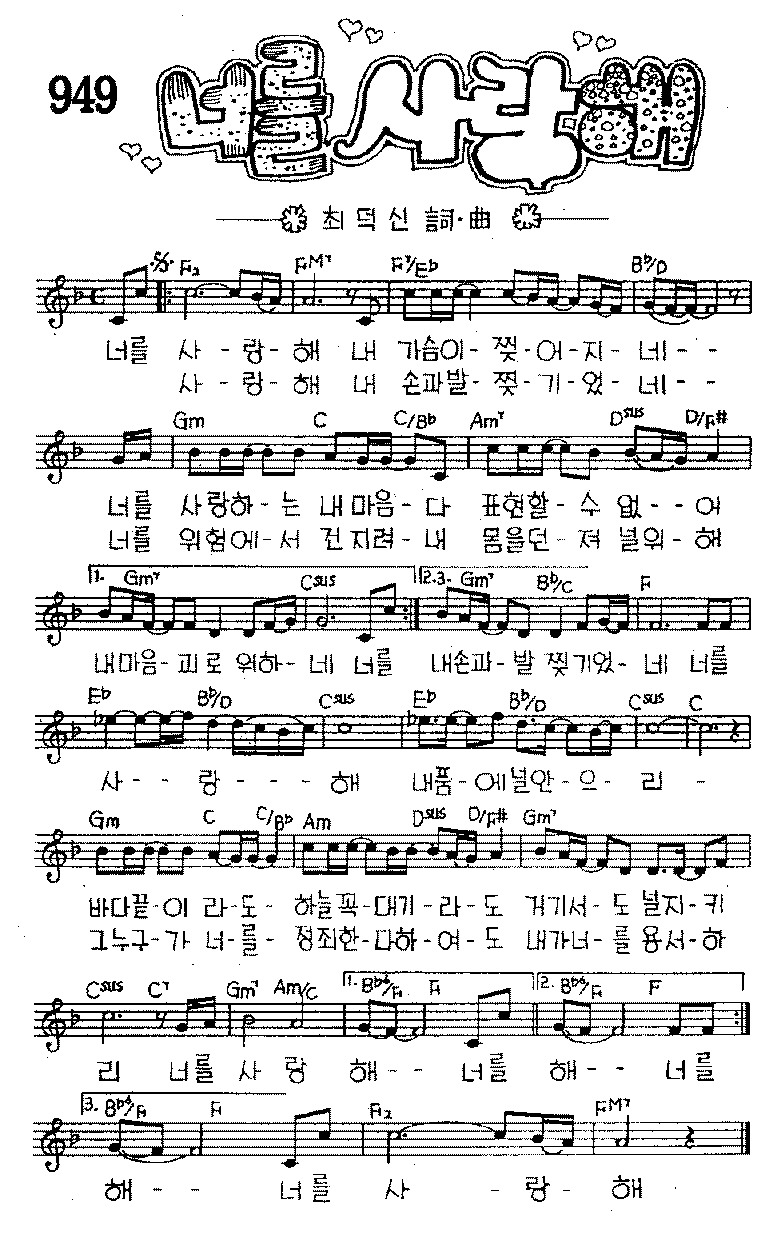 949
너를 사랑해
최덕신 詞·曲
F2 FM7 F7/Eb Bb/D
너를 사 - 랑 - 해 내 가슴이 - 찢 - 어 - 지 - 네 - -
사 - 랑 - 해 내 손과발 - 찢 - 기 - 었 - 네 - -
Gm C C/Bb Am7 Dsus D/F#
너를 사랑하 - 는 내 마음 - 다 표현할 - 수 없 - - 어
너를 위험에 - 서 건 지려 - 내 몸을던 - 져 널위 - 해
1. Gm7 Csus 2.3. Gm7 Bb/C F
내마음 - 괴로 워하 - 네 너를 내손과 - 발 찢기었 - 네 너를
Eb Bb/D Csus Eb Bb/D Csus C
사 - - 랑 - - - 해 내품 - 에널안 - 으 - 리 -
Gm C C/Bb Am Dsus D/F# Gm7
바다끝 - 이 라 - 도 - 하늘꼭 - 대기 - 라 - 도 거기서 - 도 널지 - 키
그누구 - 가 너 - 를 - 정죄한 - 다하 - 여 - 도 내가너 - 를 용서 - 하
Csus C7 Gm7 Am/C 1. Bb6/F F 2. Bb6/F F
리 너를 사 랑 해 - - 너를 해 - - 너를
3. Bb6/F F F2 FM7
해 - - 너를 사 - 랑 - 해